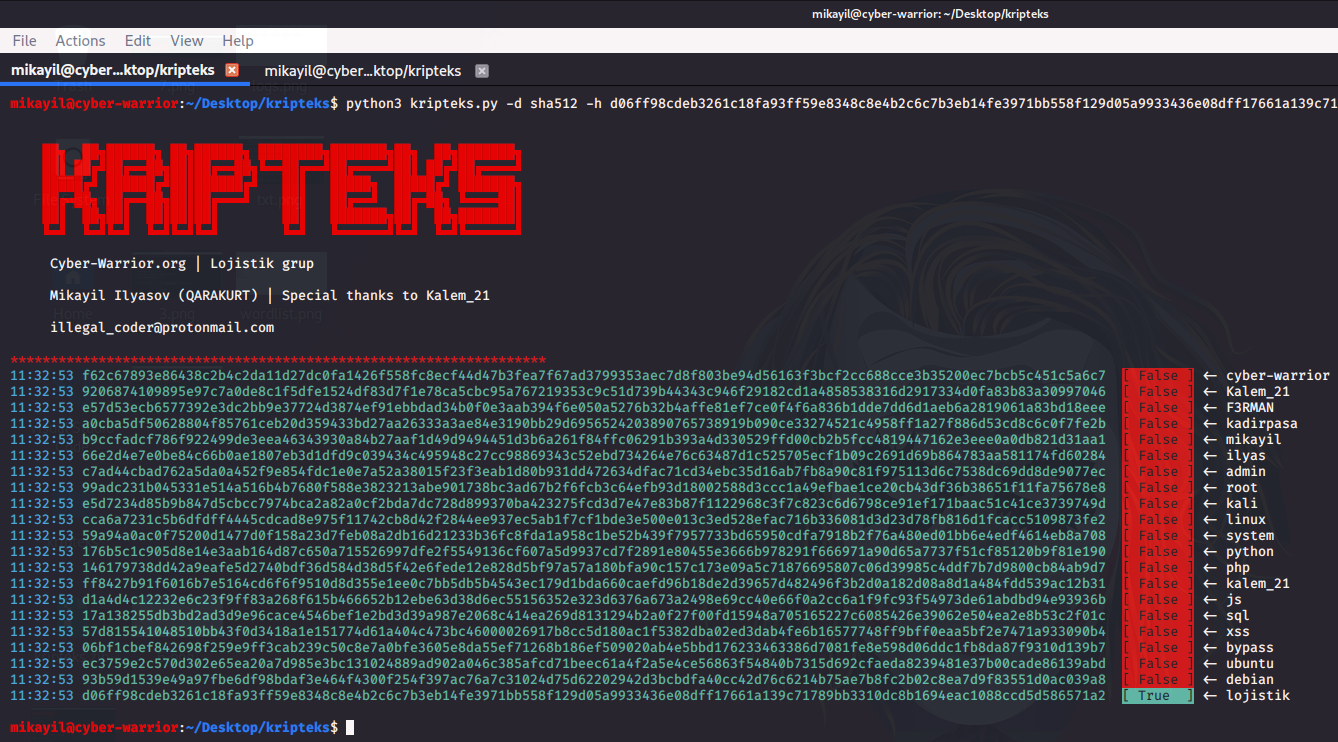 mikayil@cyber-warrior: ~/Desktop/kripteks
File Actions Edit View Help
mikayil@cyber...ktop/kripteks mikayil@cyber...ktop/kripteks
mikayil@cyber-warrior:~/Desktop/kripteks$ python3 kripteks.py -d sha512 -h d06ff98cdeb3261c18fa93ff59e8348c8e4b2c6c7b3eb14fe3971bb558f129d05a9933436e08dff17661a139c71
KRIPTEKS
Cyber-Warrior.org | Lojistik grup
Mikayil Ilyasov (QARAKURT) | Special thanks to Kalem_21
illegal_coder@protonmail.com
*******************************************************************
11:32:53 f62c67893e86438c2b4c2da11d27dc0fa1426f558fc8ecf44d47b3fea7f67ad3799353aec7d8f803be94d56163f3bcf2cc688cce3b35200ec7bcb5c451c5a6c7 [ False ] ← cyber-warrior
11:32:53 9206874109895e97c7a0de8c1f5dfe1524df83d7f1e78ca5cbc95a767219353c9c51d739b44343c946f29182cd1a4858538316d2917334d0fa83b83a30997046 [ False ] ← Kalem_21
11:32:53 e57d53ecb6577392e3dc2bb9e37724d3874ef91ebbdad34b0f0e3aab394f6e050a5276b32b4affe81ef7ce0f4f6a836b1dde7dd6d1aeb6a2819061a83bd18eee [ False ] ← F3RMAN
11:32:53 a0cba5df50628804f85761ceb20d359433bd27aa26333a3ae84e3190bb29d6956524203890765738919b090ce33274521c4958ff1a27f886d53cd8c6c0f7fe2b [ False ] ← kadirpasa
11:32:53 b9ccfadcf786f922499de3eea46343930a84b27aaf1d49d9494451d3b6a261f84ffc06291b393a4d330529ffd00cb2b5fcc4819447162e3eee0a0db821d31aa1 [ False ] ← mikayil
11:32:53 66e2d4e7e0be84c66b0ae1807eb3d1dfd9c039434c495948c27cc98869343c52ebd734264e76c63487d1c525705ecf1b09c2691d69b864783aa581174fd60284 [ False ] ← ilyas
11:32:53 c7ad44cbad762a5da0a452f9e854fdc1e0e7a52a38015f23f3eab1d80b931dd472634dfac71cd34ebc35d16ab7fb8a90c81f975113d6c7538dc69dd8de9077ec [ False ] ← admin
11:32:53 99adc231b045331e514a516b4b7680f588e3823213abe901738bc3ad67b2f6fcb3c64efb93d18002588d3ccc1a49efbae1ce20cb43df36b38651f11fa75678e8 [ False ] ← root
11:32:53 e5d7234d85b9b847d5cbcc7974bca2a82a0cf2bda7dc728d899370ba423275fcd3d7e47e83b87f1122968c3f7c823c6d6798ce91ef171baac51c41ce3739749d [ False ] ← kali
11:32:53 cca6a7231c5b6dfdff4445cdcad8e975f11742cb8d42f2844ee937ec5ab1f7cf1bde3e500e013c3ed528efac716b336081d3d23d78fb816d1fcacc5109873fe2 [ False ] ← linux
11:32:53 59a94a0ac0f75200d1477d0f158a23d7feb08a2db16d21233b36fc8fda1a958c1be52b439f7957733bd65950cdfa7918b2f76a480ed01bb6e4edf4614eb8a708 [ False ] ← system
11:32:53 176b5c1c905d8e14e3aab164d87c650a715526997dfe2f5549136cf607a5d9937cd7f2891e80455e3666b978291f666971a90d65a7737f51cf85120b9f81e190 [ False ] ← python
11:32:53 146179738dd42a9eafe5d2740bdf36d584d38d5f42e6fede12e828d5bf97a57a180bfa90c157c173e09a5c71876695807c06d39985c4ddf7b7d9800cb84ab9d7 [ False ] ← php
11:32:53 ff8427b91f6016b7e5164cd6f6f9510d8d355e1ee0c7bb5db5b4543ec179d1bda660caefd96b18de2d39657d482496f3b2d0a182d08a8d1a484fdd539ac12b31 [ False ] ← kalem_21
11:32:53 d1a4d4c12232e6c23f9ff83a268f615b466652b12ebe63d38d6ec55156352e323d6376a673a2498e69cc40e66f0a2cc6a1f9fc93f54973de61abdbd94e93936b [ False ] ← js
11:32:53 17a138255db3bd2ad3d9e96cace4546bef1e2bd3d39a987e2068c414ea269d8131294b2a0f27f00fd15948a705165227c6085426e39062e504ea2e8b53c2f01c [ False ] ← sql
11:32:53 57d815541048510bb43f0d3418a1e151774d61a404c473bc46000026917b8cc5d180ac1f5382dba02ed3dab4fe6b16577748ff9bff0eaa5bf2e7471a933090b4 [ False ] ← xss
11:32:53 06bf1cbef842698f259e9ff3cab239c50c8e7a0bfe3605e8da55ef71268b186ef509020ab4e5bbd176233463386d7081fe8e598d06ddc1fb8da87f9310d139b7 [ False ] ← bypass
11:32:53 ec3759e2c570d302e65ea20a7d985e3bc131024889ad902a046c385afcd71beec61a4f2a5e4ce56863f54840b7315d692cfaeda8239481e37b00cade86139abd [ False ] ← ubuntu
11:32:53 93b59d1539e49a97fbe6df98bdaf3e464f4300f254f397ac76a7c31024d75d62202942d3bcbdfa40cc42d76c6214b75ae7b8fc2b02c8ea7d9f83551d0ac039a8 [ False ] ← debian
11:32:53 d06ff98cdeb3261c18fa93ff59e8348c8e4b2c6c7b3eb14fe3971bb558f129d05a9933436e08dff17661a139c71789bb3310dc8b1694eac1088ccd5d586571a2 [ True ] ← lojistik
mikayil@cyber-warrior:~/Desktop/kripteks$